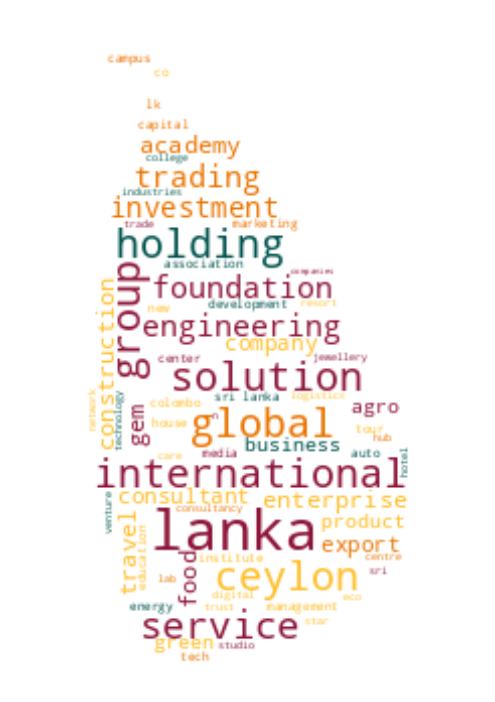 campus
co
lk
capital
academy
college
trading
industries
investment
trade marketing
holding
association
companies
group
foundation
construction
development resort
new
engineering
company
center jewellery
solution
sri lanka logistics
network
technology
gem
colombo
agro
global
n
house
tour
hub
business
care media auto
hotel
international
venture
consultant enterprise
consultancy
lanka
product
travel
education
export
food
institute centre
ceylon
lab sri
digital eco
energy trust management
service
star
green studio
tech